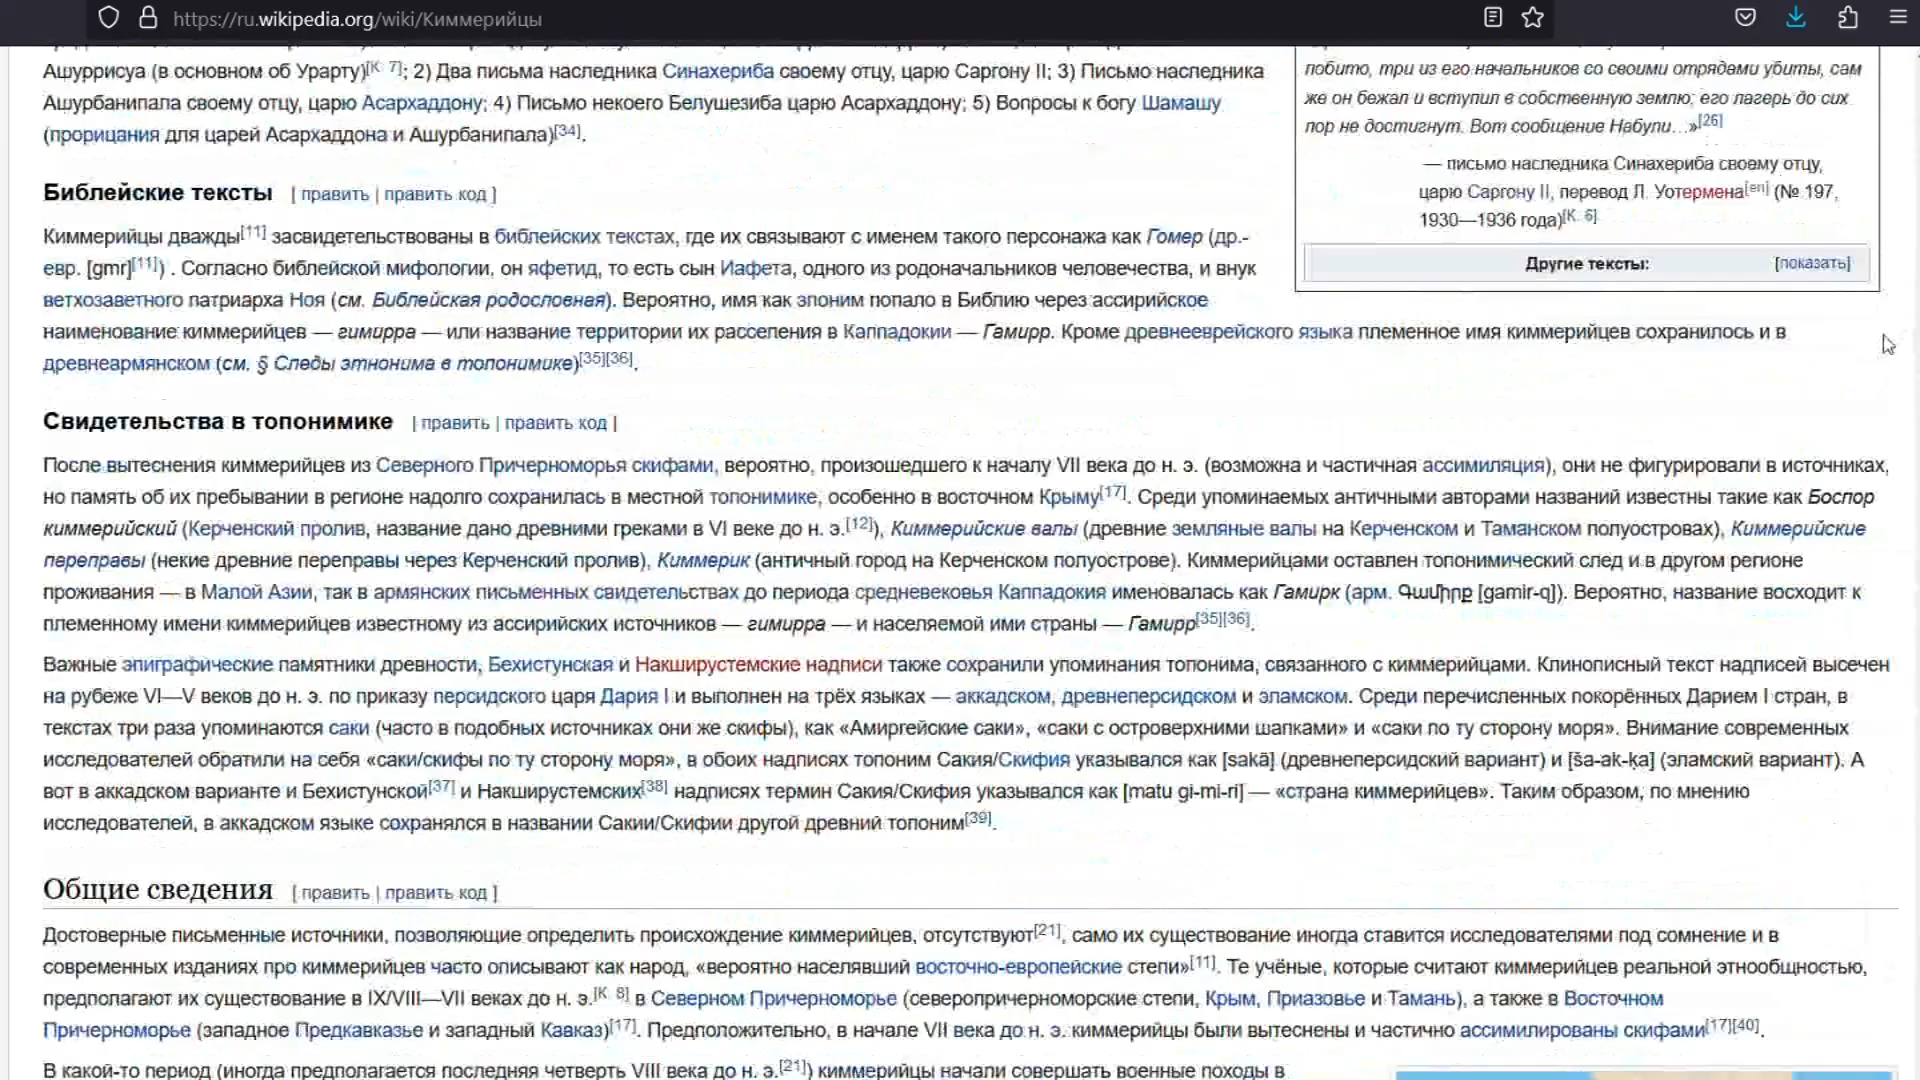 https://ru.wikipedia.org/wiki/Киммерийцы
Ашуррисуа (в основном об Урарту)[K 7]; 2) Два письма наследника Синахериба своему отцу, царю Саргону II; 3) Письмо наследника
Ашурбанипала своему отцу, царю Асархаддону; 4) Письмо некоего Белушезиба царю Асархаддону; 5) Вопросы к богу Шамашу
(прорицания для царей Асархаддона и Ашурбанипала)[34].
побито, три из его начальников со своими отрядами убиты, сам
же он бежал и вступил в собственную землю; его лагерь до сих
пор не достигнут. Вот сообщение Набули...»[26]
— письмо наследника Синахериба своему отцу,
царю Саргону II, перевод Л. Уотермена[en] (№ 197,
1930—1936 года)[K 6]
Другие тексты: [показать]
Библейские тексты [ править | править код ]
Киммерийцы дважды[11] засвидетельствованы в библейских текстах, где их связывают с именем такого персонажа как Гомер (др.-
евр. [gmr][11]) . Согласно библейской мифологии, он яфетид, то есть сын Иафета, одного из родоначальников человечества, и внук
ветхозаветного патриарха Ноя (см. Библейская родословная). Вероятно, имя как эпоним попало в Библию через ассирийское
наименование киммерийцев — гимирра — или название территории их расселения в Каппадокии — Гамирр. Кроме древнееврейского языка племенное имя киммерийцев сохранилось и в
древнеармянском (см. § Следы этнонима в топонимике)[35][36].
Свидетельства в топонимике [ править | править код ]
После вытеснения киммерийцев из Северного Причерноморья скифами, вероятно, произошедшего к началу VII века до н. э. (возможна и частичная ассимиляция), они не фигурировали в источниках,
но память об их пребывании в регионе надолго сохранилась в местной топонимике, особенно в восточном Крыму[17]. Среди упоминаемых античными авторами названий известны такие как Боспор
киммерийский (Керченский пролив, название дано древними греками в VI веке до н. э.[12]), Киммерийские валы (древние земляные валы на Керченском и Таманском полуостровах), Киммерийские
переправы (некие древние переправы через Керченский пролив), Киммерик (античный город на Керченском полуострове). Киммерийцами оставлен топонимический след и в другом регионе
проживания — в Малой Азии, так в армянских письменных свидетельствах до периода средневековья Каппадокия именовалась как Гамирк (арм. Գամիրք [gamir-q]). Вероятно, название восходит к
племенному имени киммерийцев известному из ассирийских источников — гимирра — и населяемой ими страны — Гамирр[35][36].
Важные эпиграфические памятники древности, Бехистунская и Накширустемские надписи также сохранили упоминания топонима, связанного с киммерийцами. Клинописный текст надписей высечен
на рубеже VI—V веков до н. э. по приказу персидского царя Дария I и выполнен на трёх языках — аккадском, древнеперсидском и эламском. Среди перечисленных покорённых Дарием I стран, в
текстах три раза упоминаются саки (часто в подобных источниках они же скифы), как «Амиргейские саки», «саки с островерхними шапками» и «саки по ту сторону моря». Внимание современных
исследователей обратили на себя «саки/скифы по ту сторону моря», в обоих надписях топоним Сакия/Скифия указывался как [sakā] (древнеперсидский вариант) и [ša-ak-ḳa] (эламский вариант). А
вот в аккадском варианте и Бехистунской[37] и Накширустемских[38] надписях термин Сакия/Скифия указывался как [matu gi-mi-ri] — «страна киммерийцев». Таким образом, по мнению
исследователей, в аккадском языке сохранялся в названии Сакии/Скифии другой древний топоним[39].
Общие сведения [ править | править код ]
Достоверные письменные источники, позволяющие определить происхождение киммерийцев, отсутствуют[21], само их существование иногда ставится исследователями под сомнение и в
современных изданиях про киммерийцев часто описывают как народ, «вероятно населявший восточно-европейские степи»[11]. Те учёные, которые считают киммерийцев реальной этнообщностью,
предполагают их существование в IX/VIII—VII веках до н. э.[K 8] в Северном Причерноморье (северопричерноморские степи, Крым, Приазовье и Тамань), а также в Восточном
Причерноморье (западное Предкавказье и западный Кавказ)[17]. Предположительно, в начале VII века до н. э. киммерийцы были вытеснены и частично ассимилированы скифами[17][40].
В какой-то период (иногда предполагается последняя четверть VIII века до н. э.[21]) киммерийцы начали совершать военные походы в